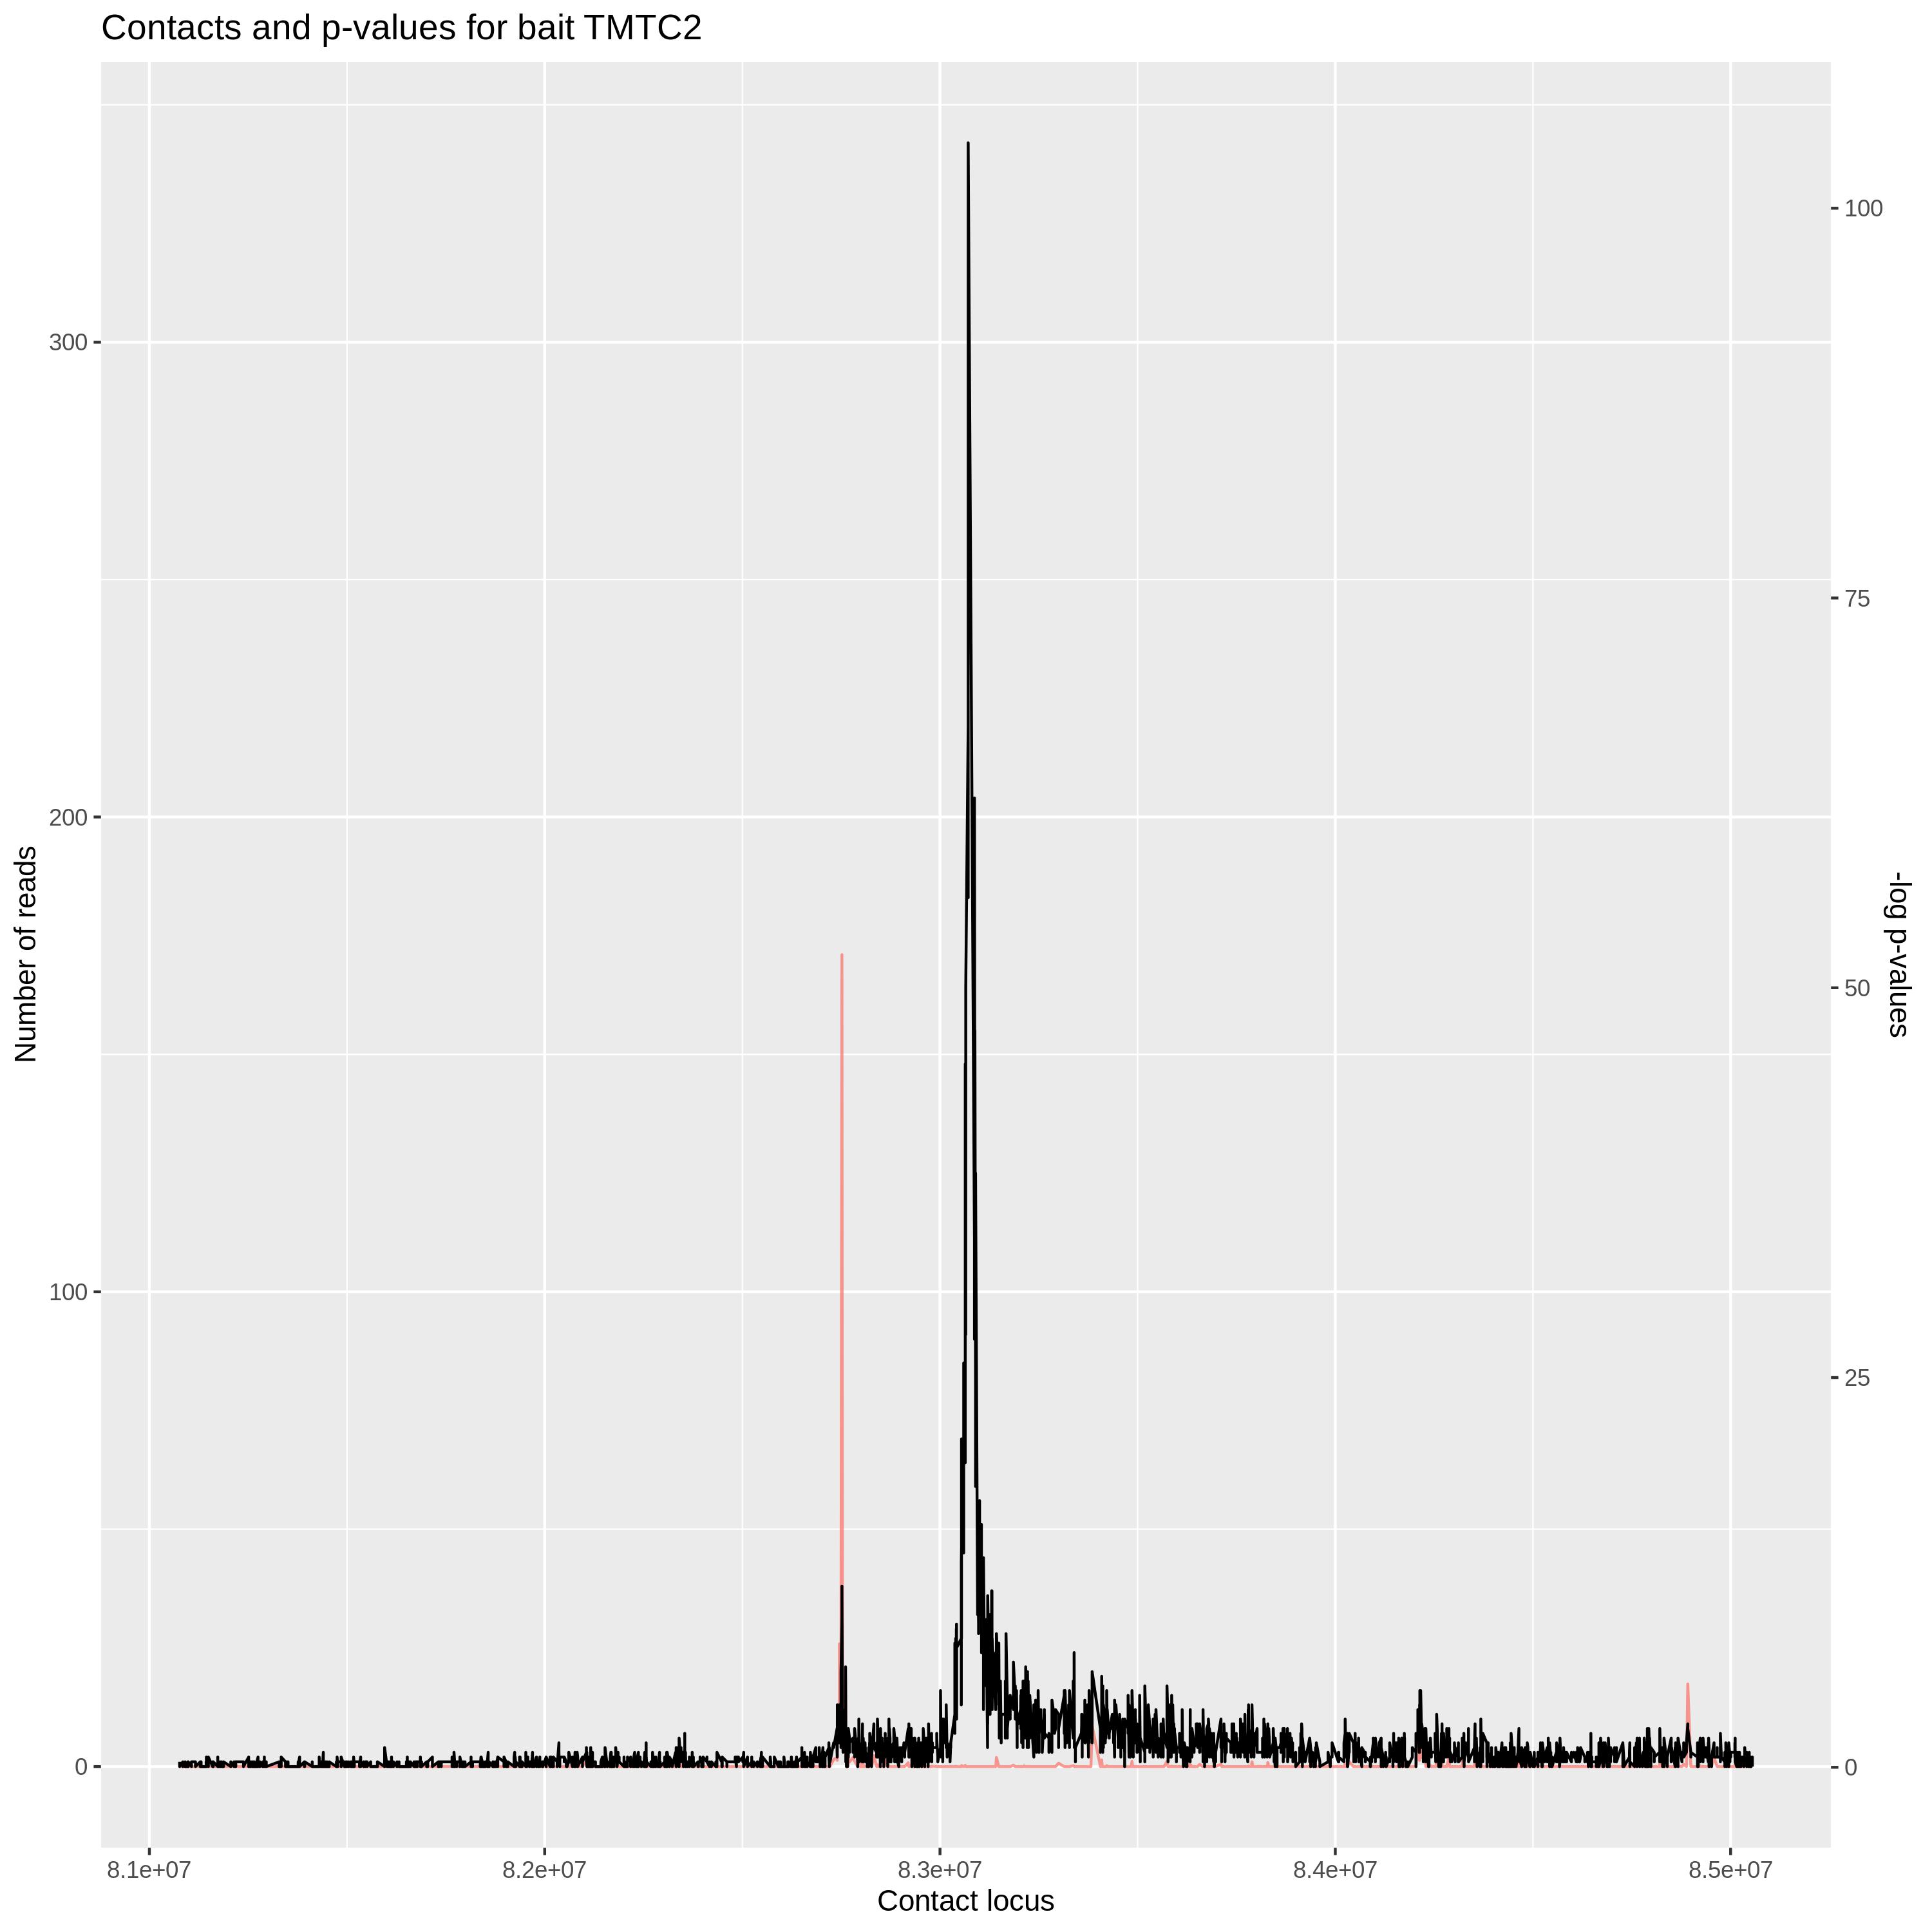 Contacts and p-values for bait TMTC2
Number of reads
300
200
100
0
100
75
50
25
0
-log p-values
8.1e+07
8.2e+07
8.3e+07
8.4e+07
8.5e+07
Contact locus